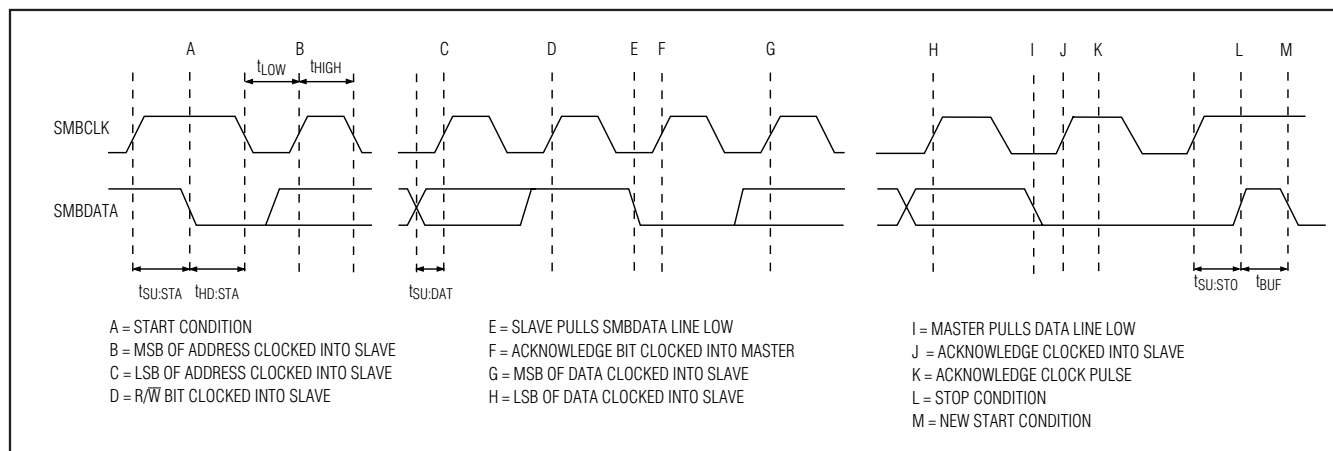 A B C D E F G H I J K L M
tLOW tHIGH
SMBCLK
SMBDATA
tSU:STA tHD:STA tSU:DAT tSU:STO tBUF
A = START CONDITION
B = MSB OF ADDRESS CLOCKED INTO SLAVE
C = LSB OF ADDRESS CLOCKED INTO SLAVE
D = R/W̅ BIT CLOCKED INTO SLAVE
E = SLAVE PULLS SMBDATA LINE LOW
F = ACKNOWLEDGE BIT CLOCKED INTO MASTER
G = MSB OF DATA CLOCKED INTO SLAVE
H = LSB OF DATA CLOCKED INTO SLAVE
I = MASTER PULLS DATA LINE LOW
J = ACKNOWLEDGE CLOCKED INTO SLAVE
K = ACKNOWLEDGE CLOCK PULSE
L = STOP CONDITION
M = NEW START CONDITION